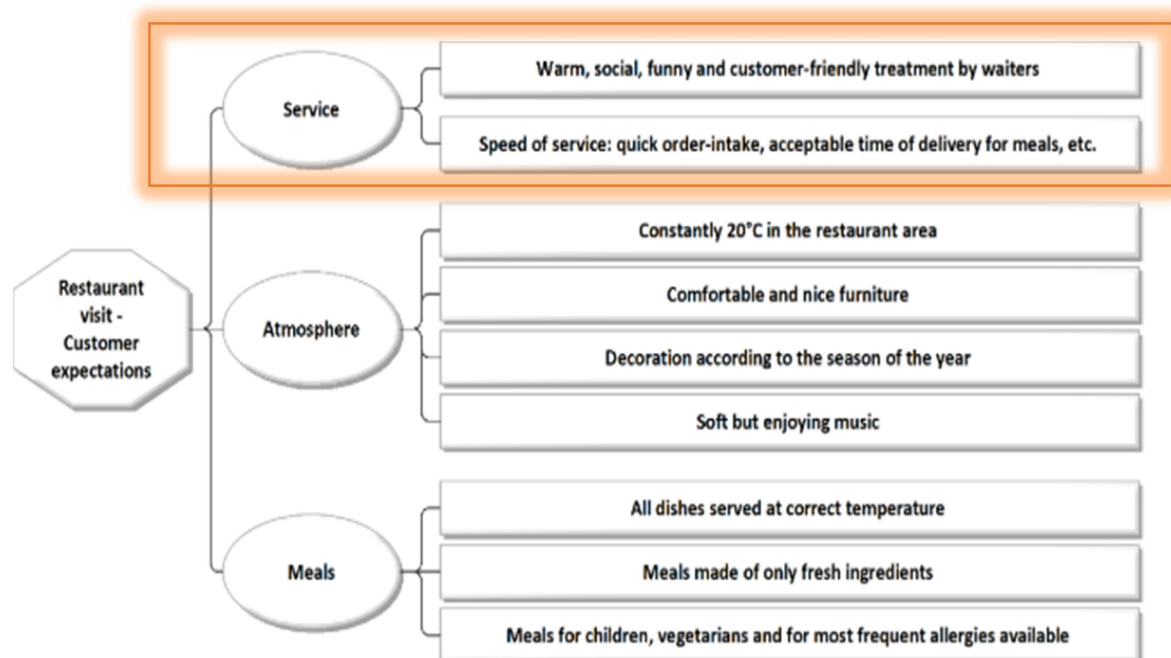 Restaurant
visit -
Customer
expectations
Service
Warm, social, funny and customer-friendly treatment by waiters
Speed of service: quick order-intake, acceptable time of delivery for meals, etc.
Atmosphere
Constantly 20°C in the restaurant area
Comfortable and nice furniture
Decoration according to the season of the year
Soft but enjoying music
Meals
All dishes served at correct temperature
Meals made of only fresh ingredients
Meals for children, vegetarians and for most frequent allergies available